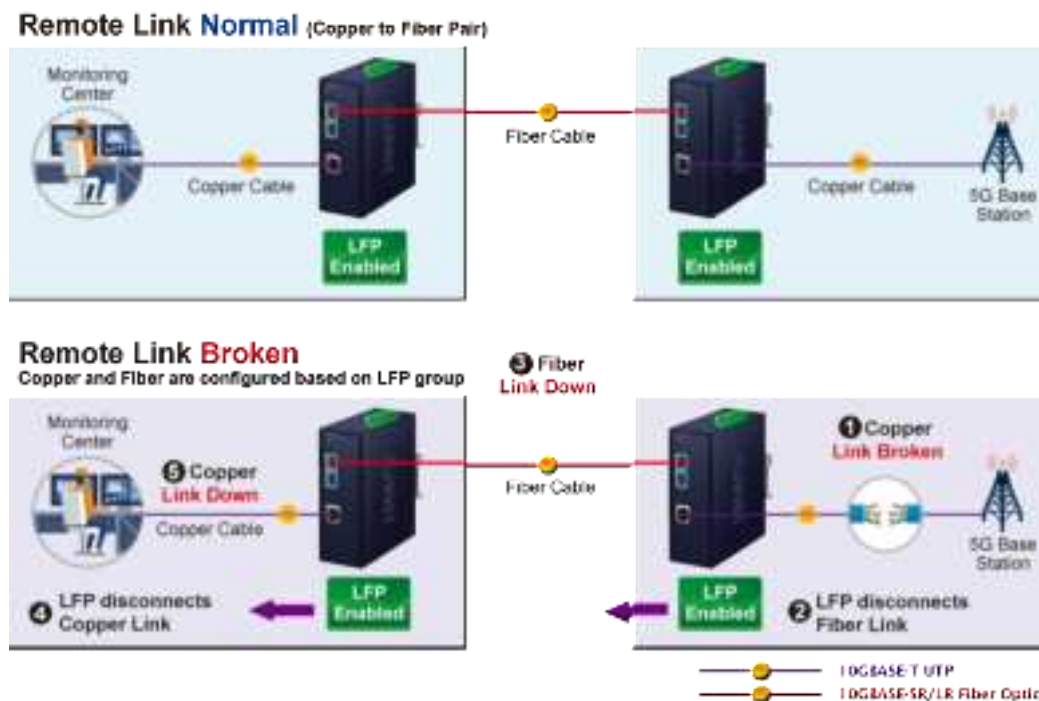 Remote Link Normal (Copper to Fiber Pair)
Monitoring
Center
Copper Cable
LFP
Enabled
Fiber Cable
LFP
Enabled
Copper Cable
5G Base
Station
Remote Link Broken
Copper and Fiber are configured based on LFP group
3 Fiber
Link Down
Monitoring
Center
5 Copper
Link Down
Copper Cable
4 LFP disconnects
Copper Link
LFP
Enabled
Fiber Cable
1 Copper
Link Broken
5G Base
Station
LFP
Enabled
2 LFP disconnects
Fiber Link
10GBASE-T UTP
10GBASE-SR/LR Fiber Optic